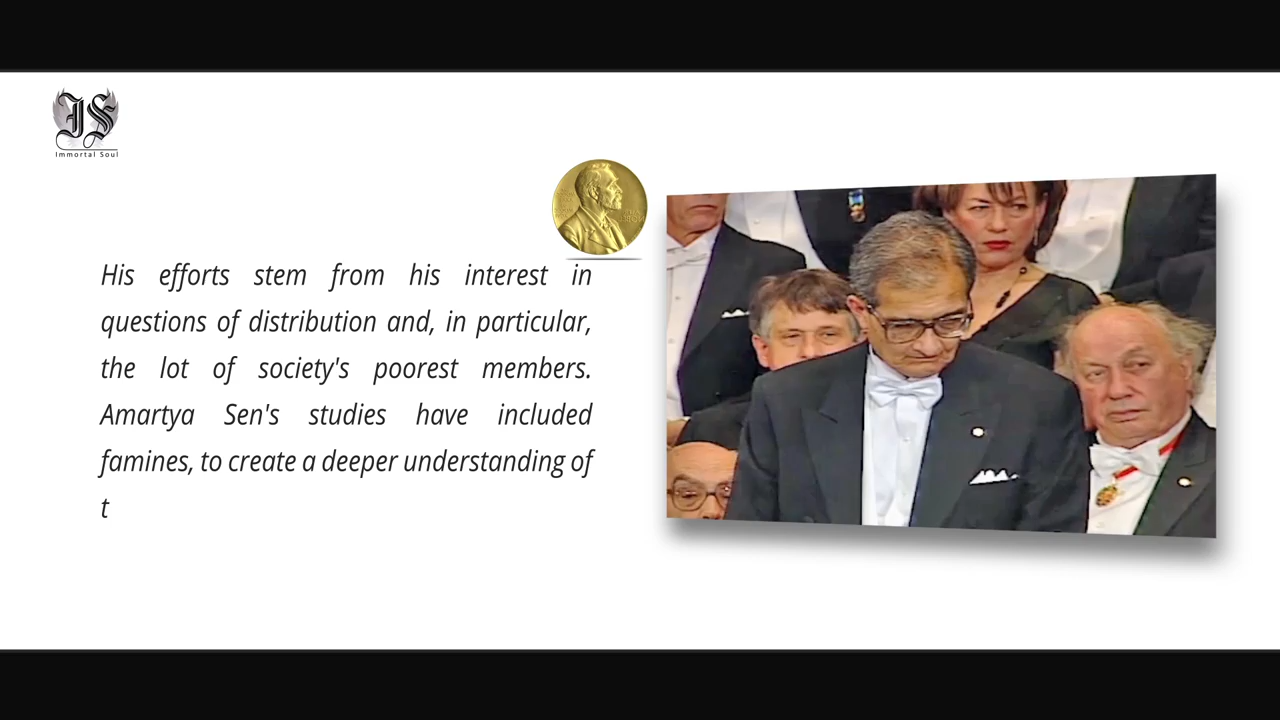 JS
Immortal Soul
His efforts stem from his interest in
questions of distribution and, in particular,
the lot of society's poorest members.
Amartya Sen's studies have included
famines, to create a deeper understanding of
t